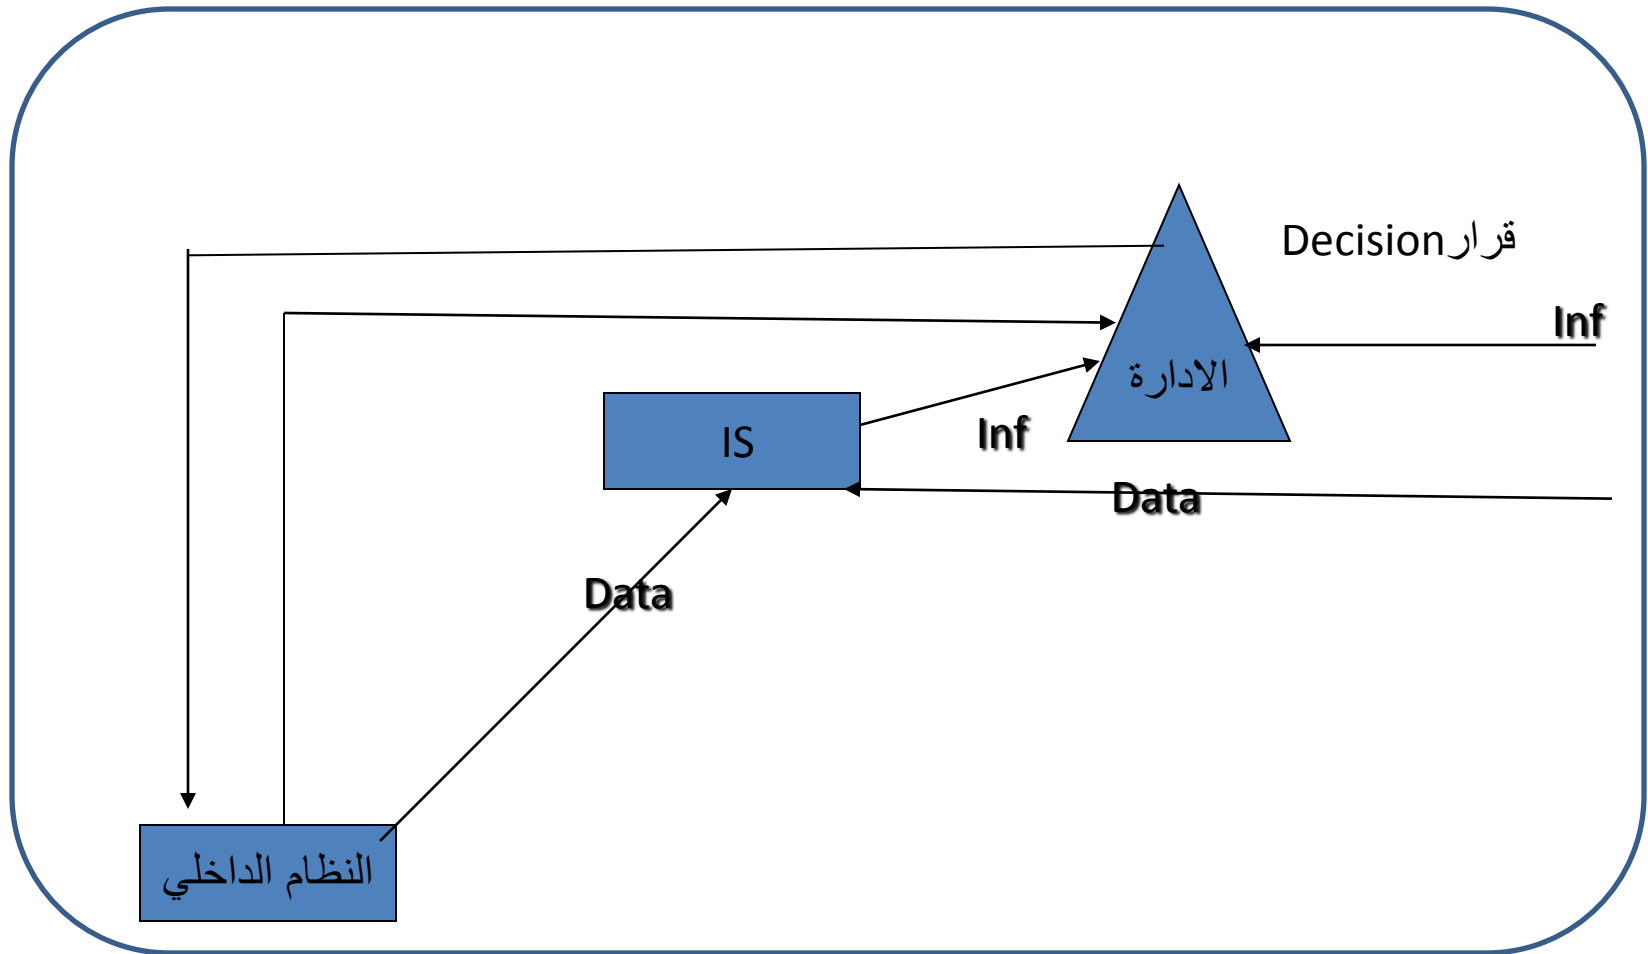 قرار Decision
Inf
الادارة
IS
Inf
Data
Data
النظام الداخلي